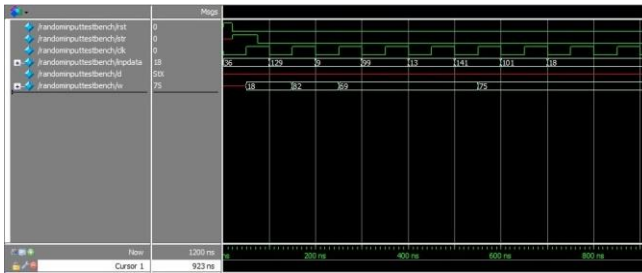 Msgs
/randominputtestbench/rst 0
/randominputtestbench/str 0
/randominputtestbench/clk 0
/randominputtestbench/inpdata 18 36 129 9 99 13 141 101 18
/randominputtestbench/d StX
/randominputtestbench/w 75 18 82 69 75
Now 1200 ns ns 200 ns 400 ns 600 ns 800 ns
Cursor 1 923 ns